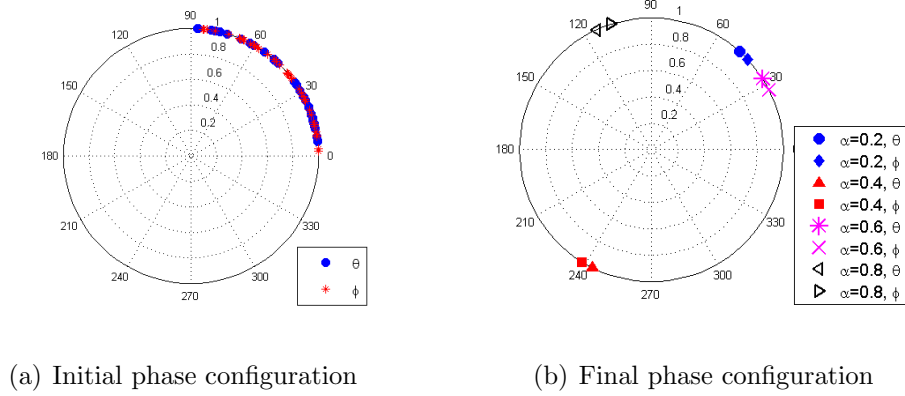 90
1
120
60
0.8
0.6
150
30
0.4
0.2
180
0
210
330
240
300
270
θ
ϕ
90
1
120
60
0.8
0.6
150
30
0.4
0.2
180
210
330
240
300
270
α=0.2, θ
α=0.2, ϕ
α=0.4, θ
α=0.4, ϕ
α=0.6, θ
α=0.6, ϕ
α=0.8, θ
α=0.8, ϕ
(a) Initial phase configuration
(b) Final phase configuration